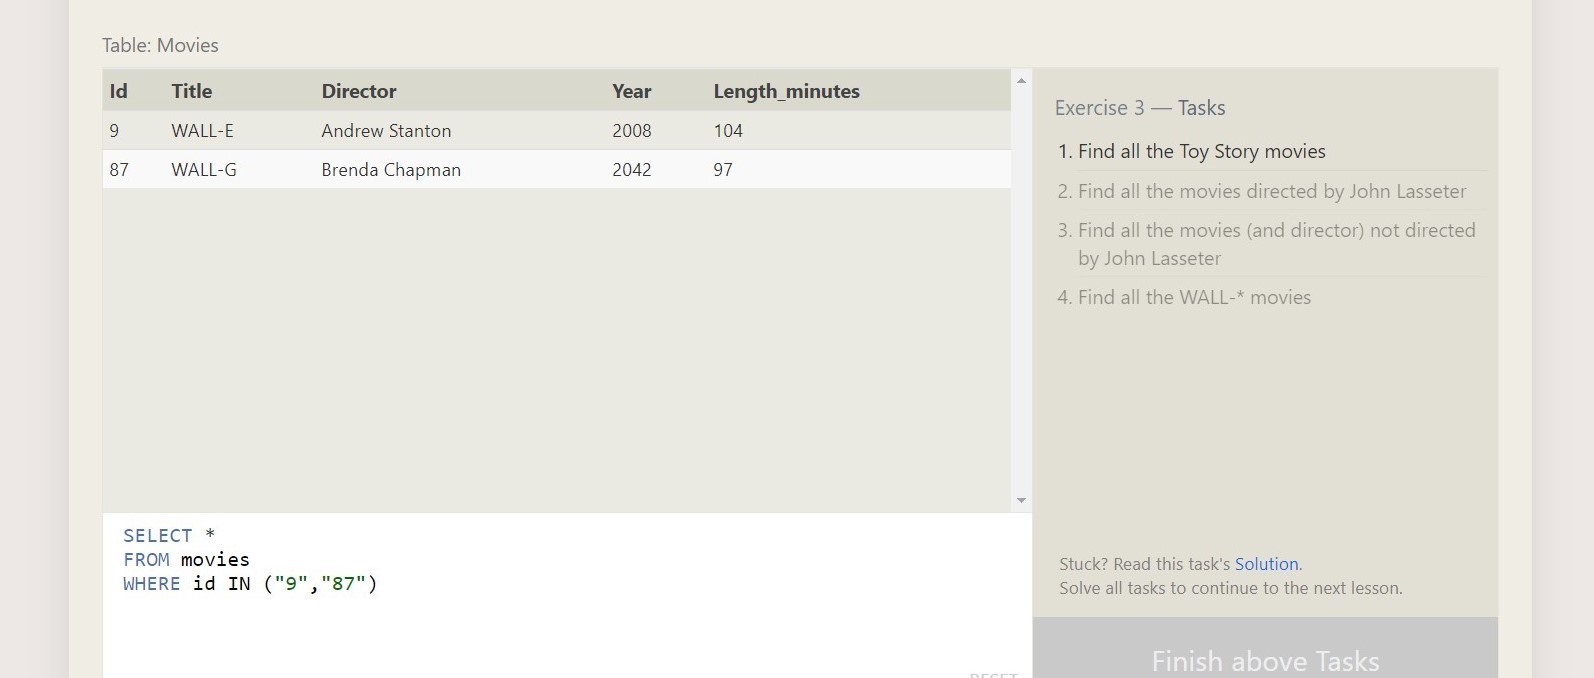 Table: Movies
Id Title Director Year Length_minutes
9 WALL-E Andrew Stanton 2008 104
87 WALL-G Brenda Chapman 2042 97
SELECT *
FROM movies
WHERE id IN ("9","87")
RESET
Exercise 3 — Tasks
1. Find all the Toy Story movies
2. Find all the movies directed by John Lasseter
3. Find all the movies (and director) not directed
by John Lasseter
4. Find all the WALL-* movies
Stuck? Read this task's Solution.
Solve all tasks to continue to the next lesson.
Finish above Tasks